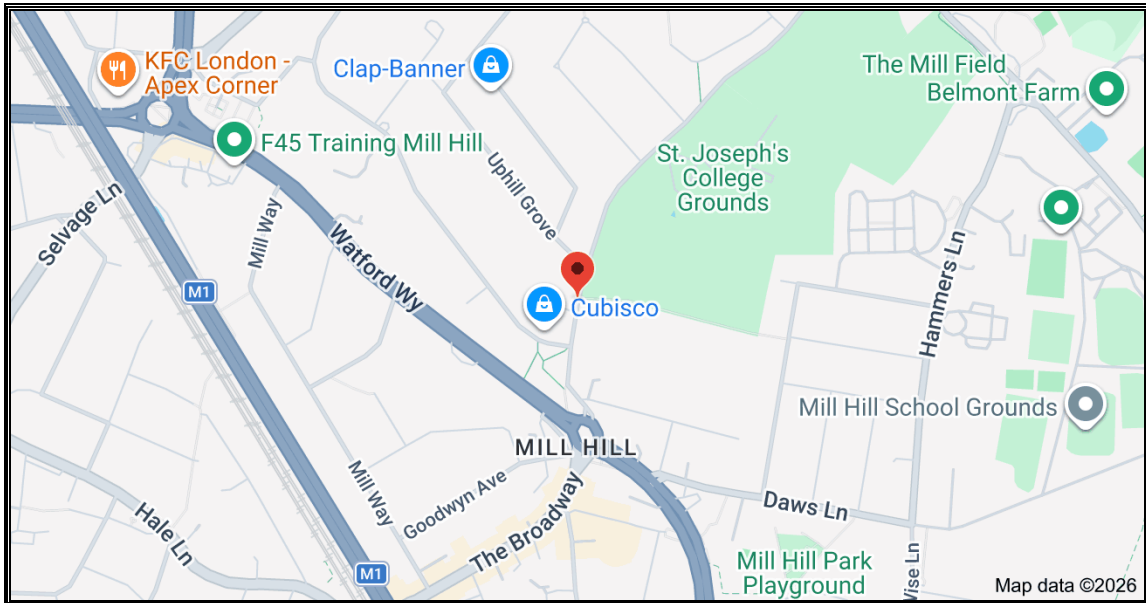 KFC London -
Apex Corner
Clap-Banner
The Mill Field
Belmont Farm
F45 Training Mill Hill
St. Joseph's
College
Grounds
Uphill Grove
Selvage Ln
Mill Way
Watford Wy
M1
Cubisco
Hammers Ln
Mill Hill School Grounds
MILL HILL
Goodwyn Ave
Mill Way
The Broadway
Daws Ln
Hale Ln
M1
Mill Hill Park
Playground
Wise Ln
Map data ©2026